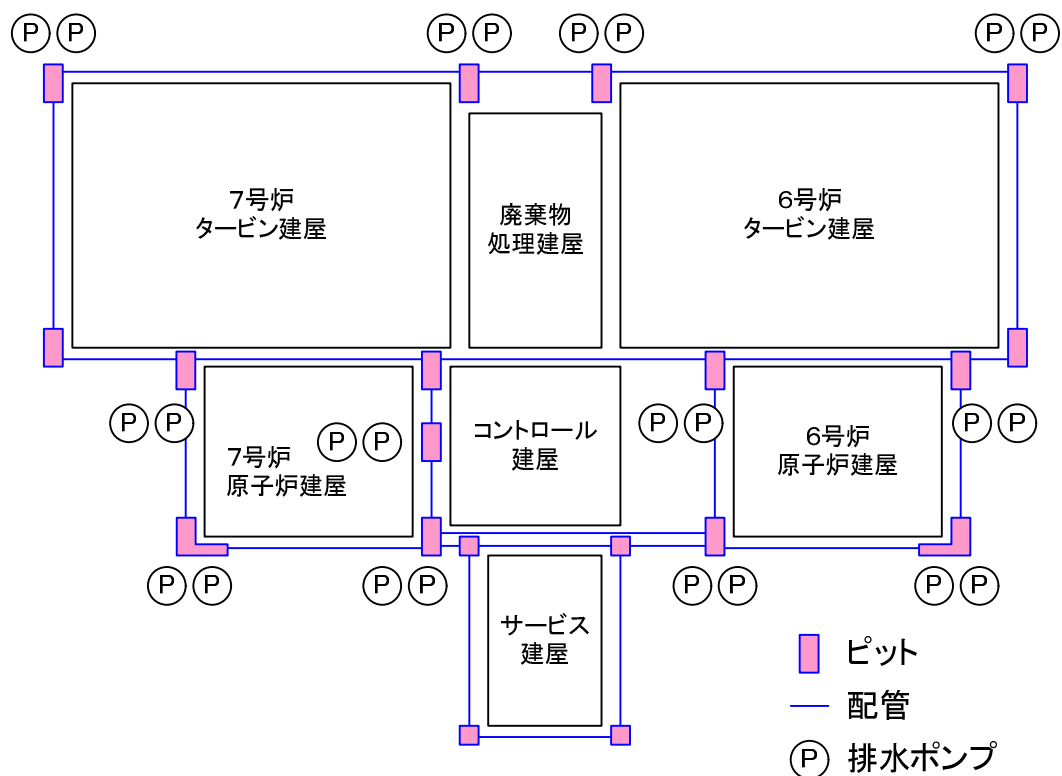 P P P P P P P P
7号炉
タービン建屋
廃棄物
処理建屋
6号炉
タービン建屋
P P P P P P P P
7号炉
原子炉建屋
コントロール
建屋
6号炉
原子炉建屋
P P P P P P P P
サービス
建屋
ピット
配管
P 排水ポンプ